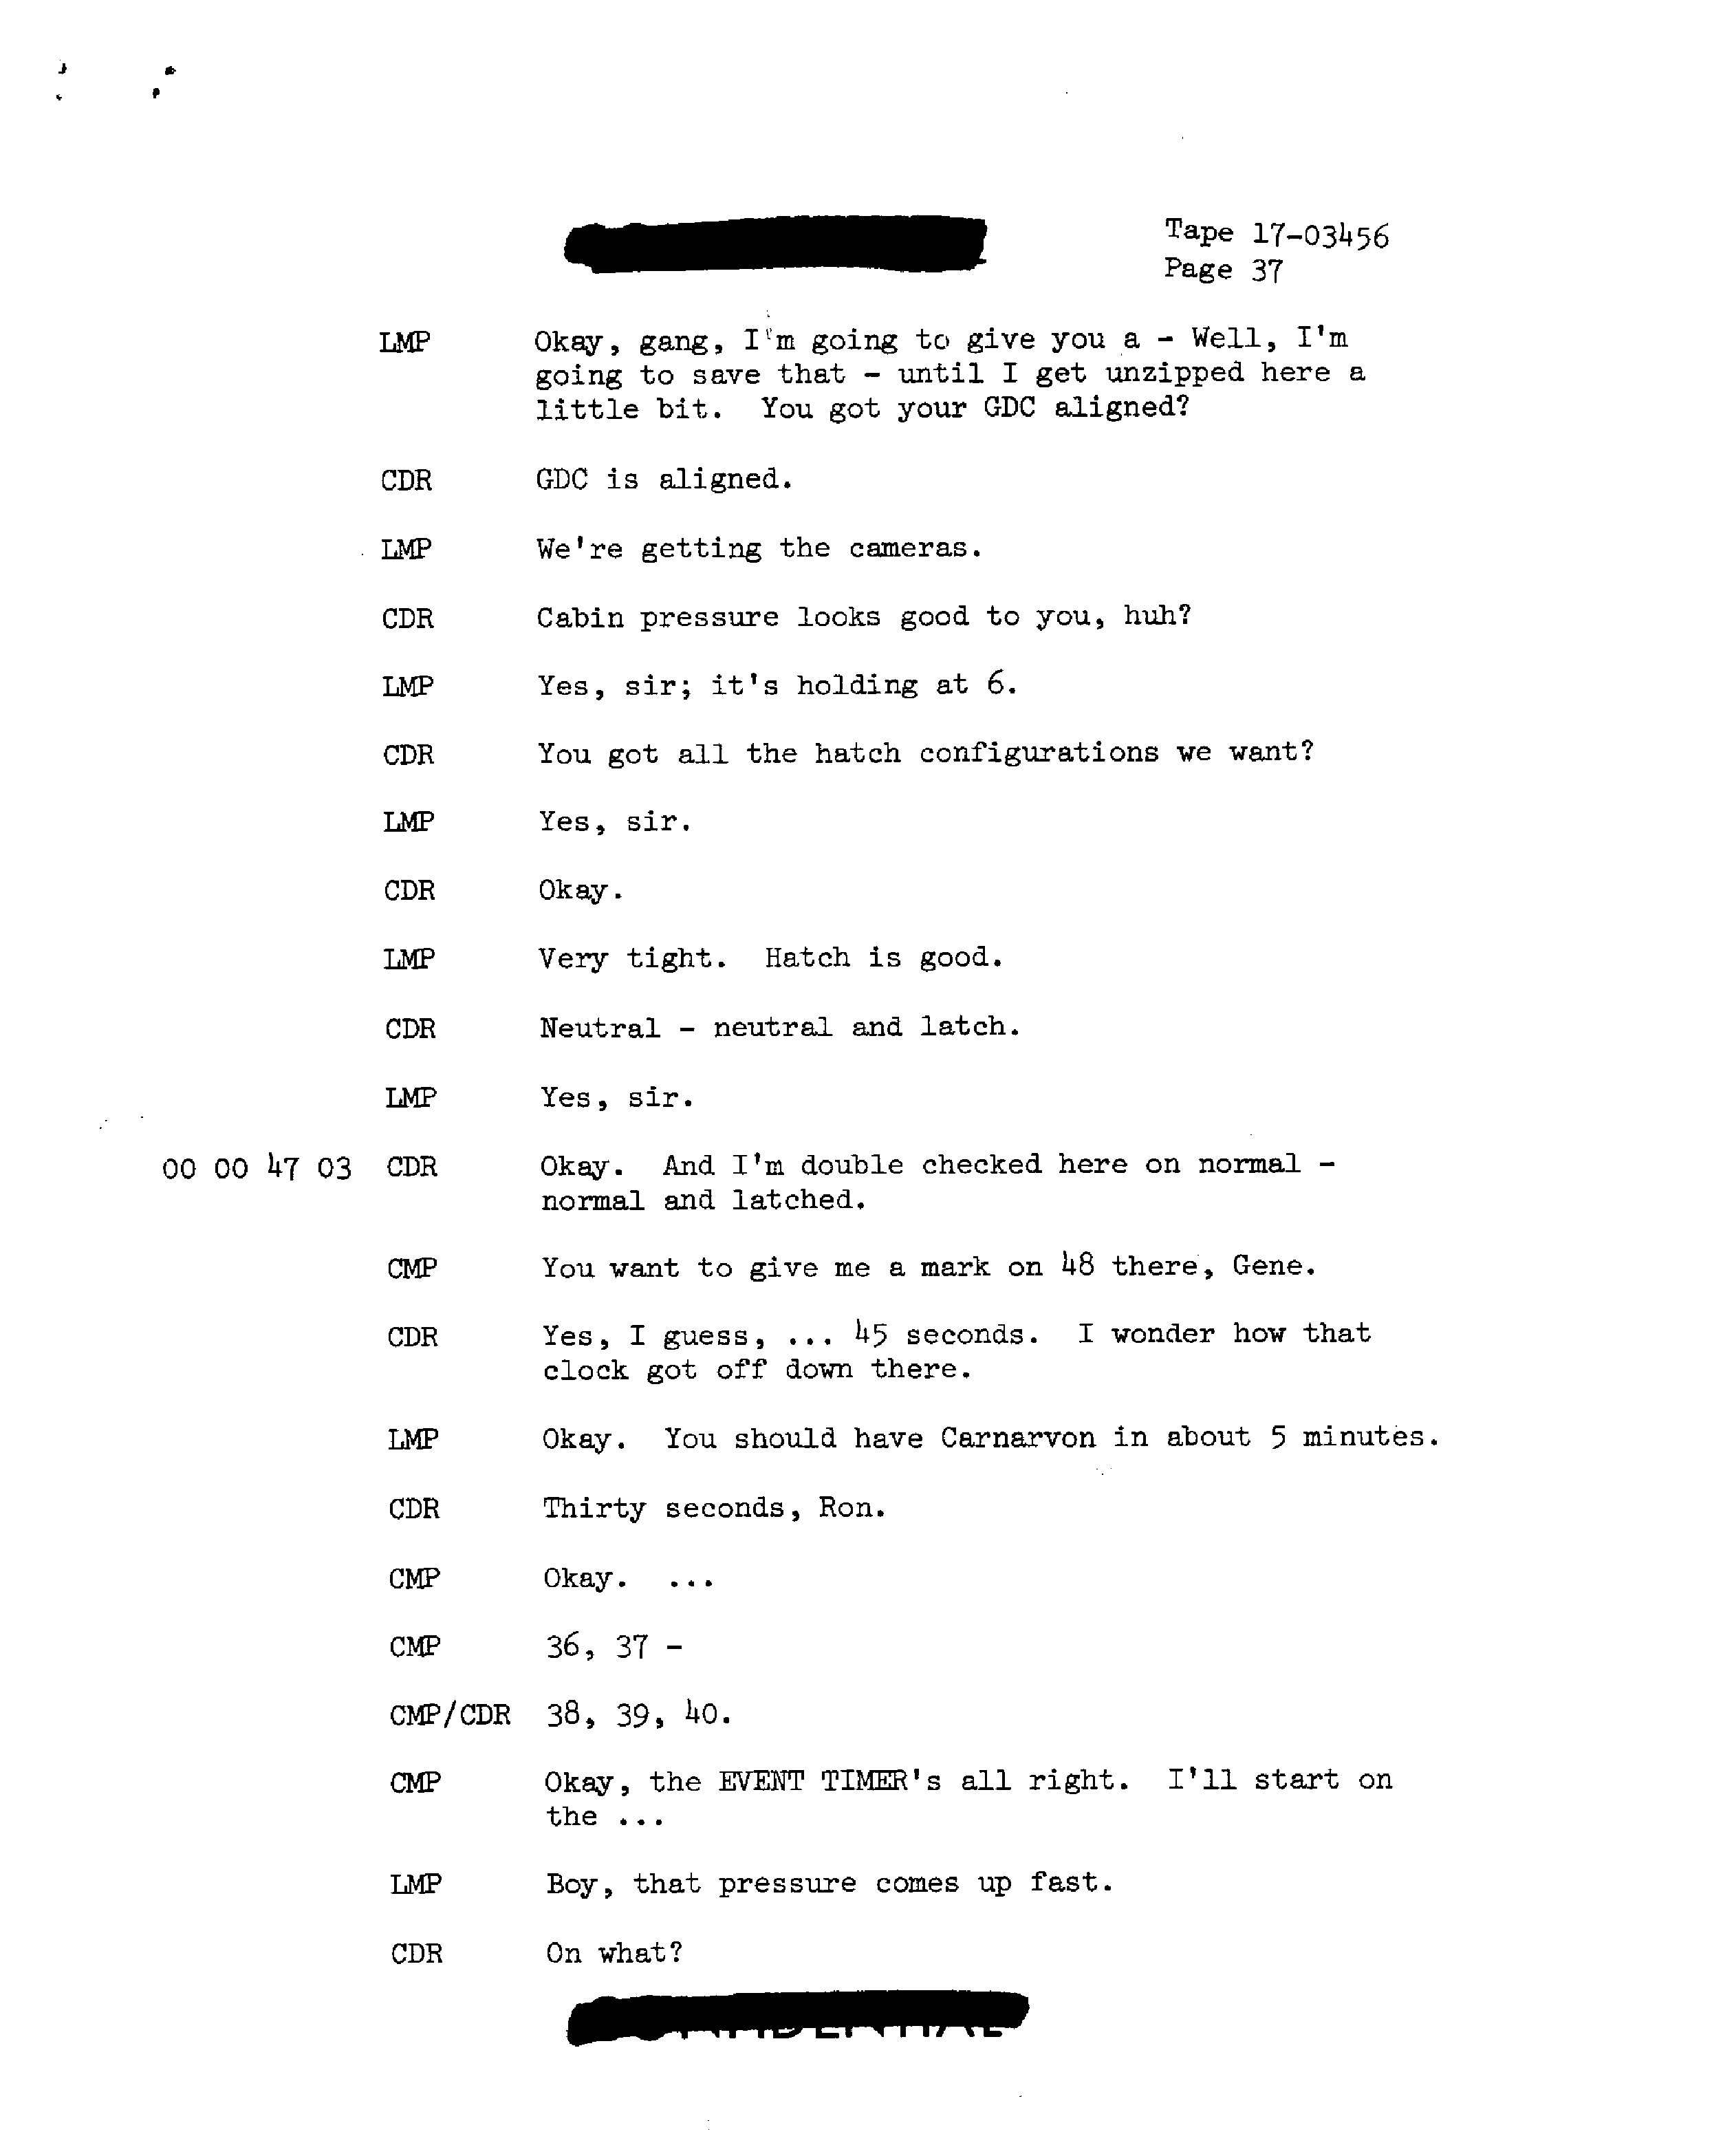 Tape 17-03456
Page 37
LMP Okay, gang, I'm going to give you a - Well, I'm
going to save that - until I get unzipped here a
little bit. You got your GDC aligned?
CDR GDC is aligned.
LMP We're getting the cameras.
CDR Cabin pressure looks good to you, huh?
LMP Yes, sir; it's holding at 6.
CDR You got all the hatch configurations we want?
LMP Yes, sir.
CDR Okay.
LMP Very tight. Hatch is good.
CDR Neutral - neutral and latch.
LMP Yes, sir.
00 00 47 03 CDR Okay. And I'm double checked here on normal -
normal and latched.
CMP You want to give me a mark on 48 there, Gene.
CDR Yes, I guess, ... 45 seconds. I wonder how that
clock got off down there.
LMP Okay. You should have Carnarvon in about 5 minutes.
CDR Thirty seconds, Ron.
CMP Okay. ...
CMP 36, 37 -
CMP/CDR 38, 39, 40.
CMP Okay, the EVENT TIMER's all right. I'll start on
the ...
LMP Boy, that pressure comes up fast.
CDR On what?